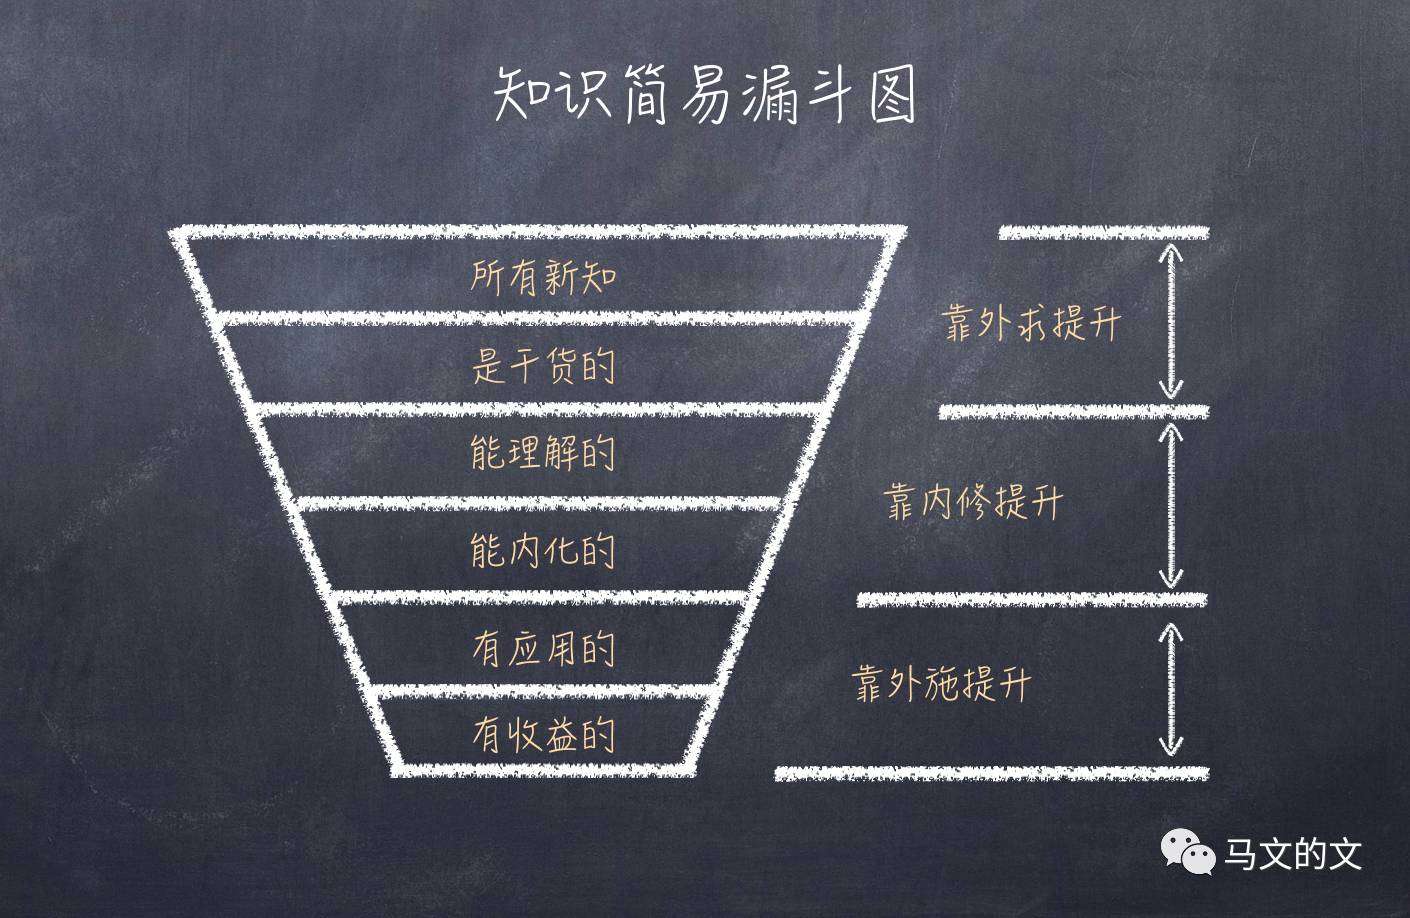 知识简易漏斗图
所有新知
是干货的
能理解的
能内化的
有应用的
有收益的
靠外求提升
靠内修提升
靠外施提升
马文的文